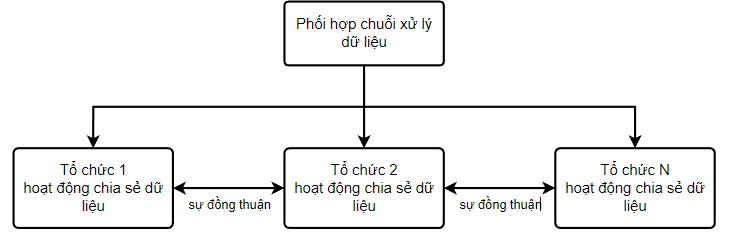 Phối hợp chuỗi xử lý
dữ liệu
Tổ chức 1
hoạt động chia sẻ dữ
liệu
sự đồng thuận
Tổ chức 2
hoạt động chia sẻ dữ
liệu
sự đồng thuận
Tổ chức N
hoạt động chia sẻ dữ
liệu